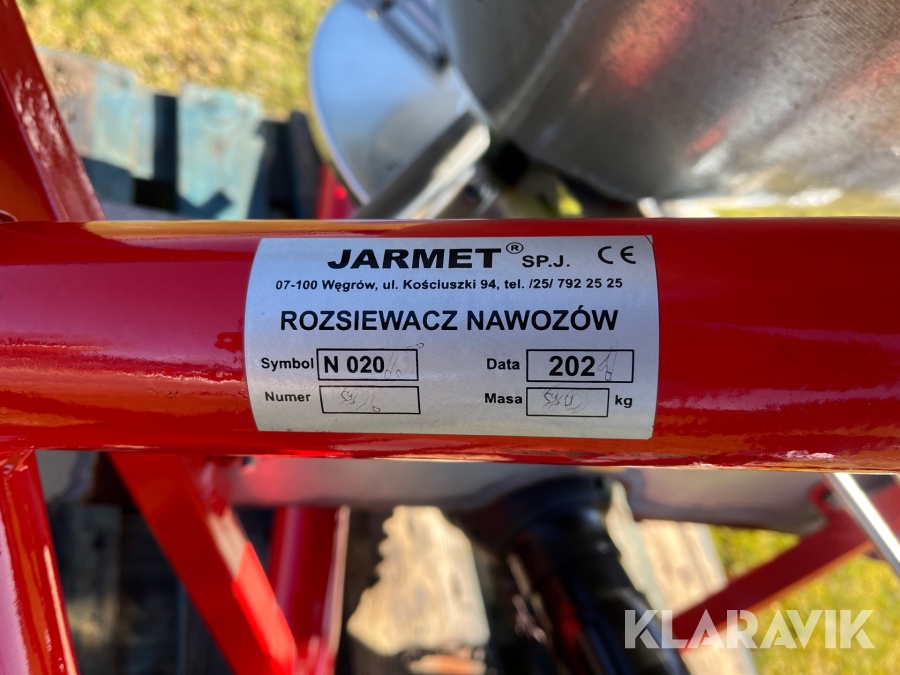 JARMET® SP.J. CE
07-100 Węgrów, ul. Kościuszki 94, tel. /25/ 792 25 25
ROZSIEWACZ NAWOZÓW
Symbol N 020 Data 202
Numer Masa kg
KLARAVIK